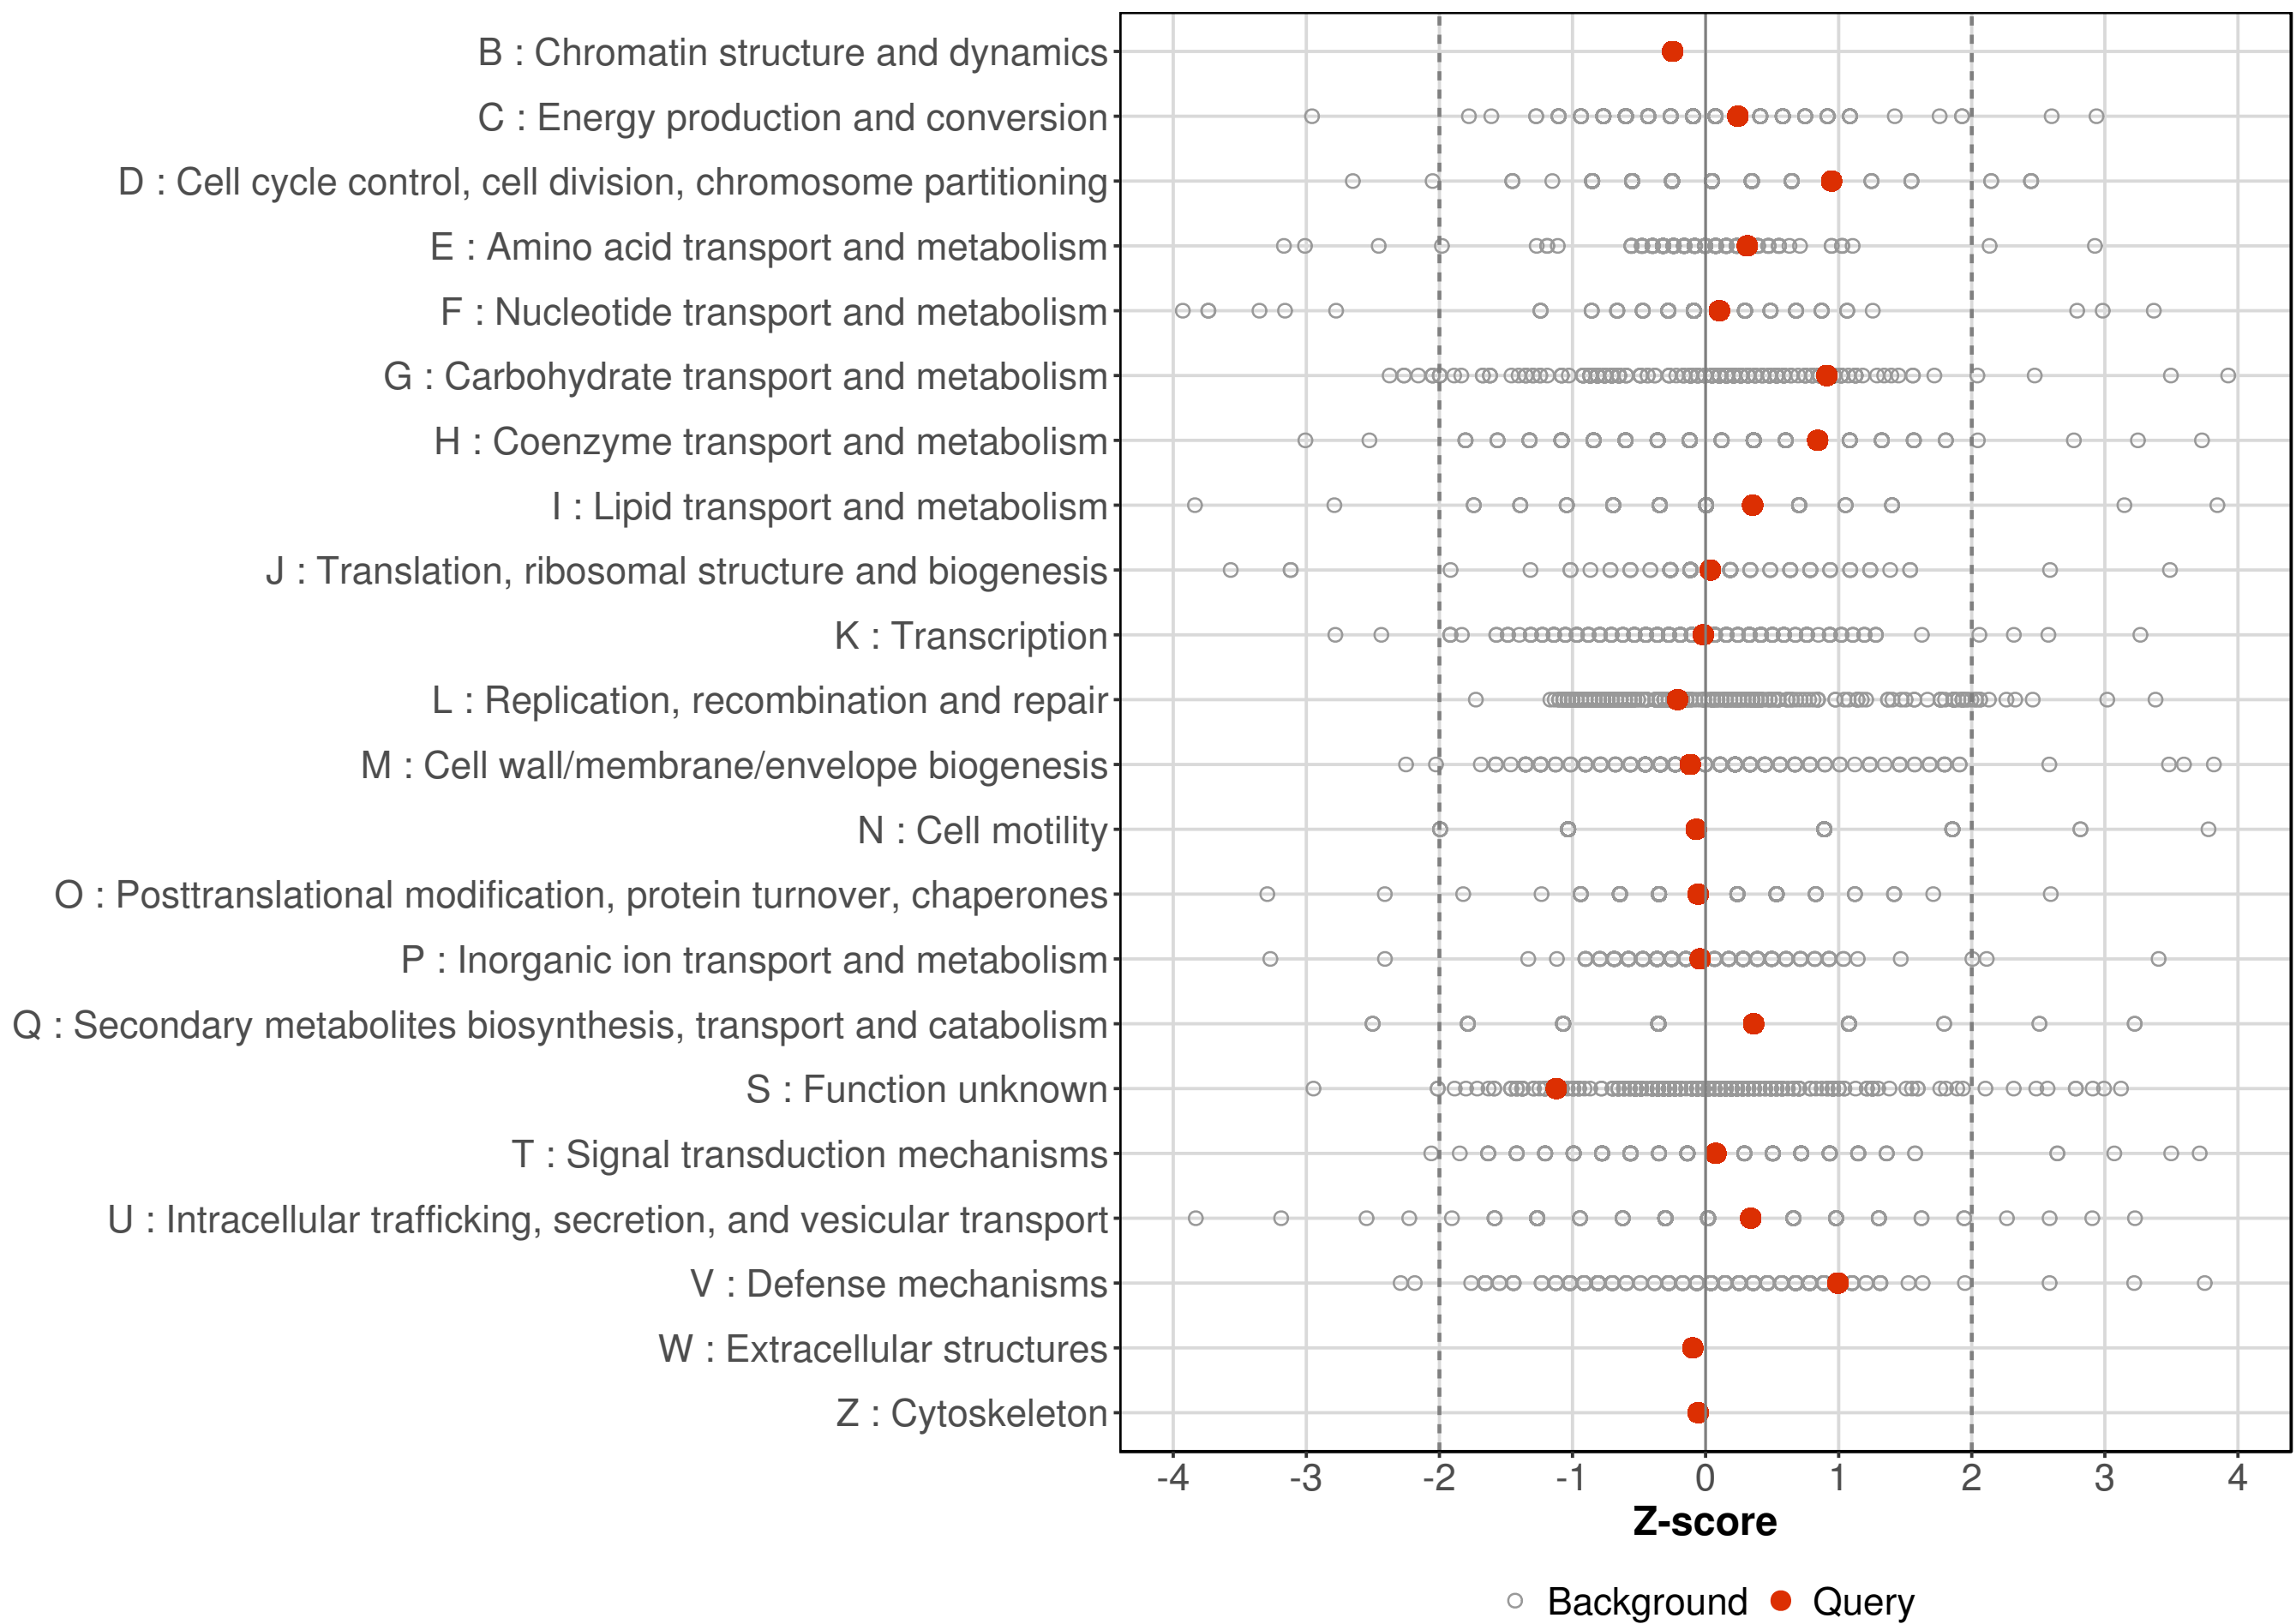 B : Chromatin structure and dynamics
C : Energy production and conversion
D : Cell cycle control, cell division, chromosome partitioning
E : Amino acid transport and metabolism
F : Nucleotide transport and metabolism
G : Carbohydrate transport and metabolism
H : Coenzyme transport and metabolism
I : Lipid transport and metabolism
J : Translation, ribosomal structure and biogenesis
K : Transcription
L : Replication, recombination and repair
M : Cell wall/membrane/envelope biogenesis
N : Cell motility
O : Posttranslational modification, protein turnover, chaperones
P : Inorganic ion transport and metabolism
Q : Secondary metabolites biosynthesis, transport and catabolism
S : Function unknown
T : Signal transduction mechanisms
U : Intracellular trafficking, secretion, and vesicular transport
V : Defense mechanisms
W : Extracellular structures
Z : Cytoskeleton
-4 -3 -2 -1 0 1 2 3 4
Z-score
Background Query